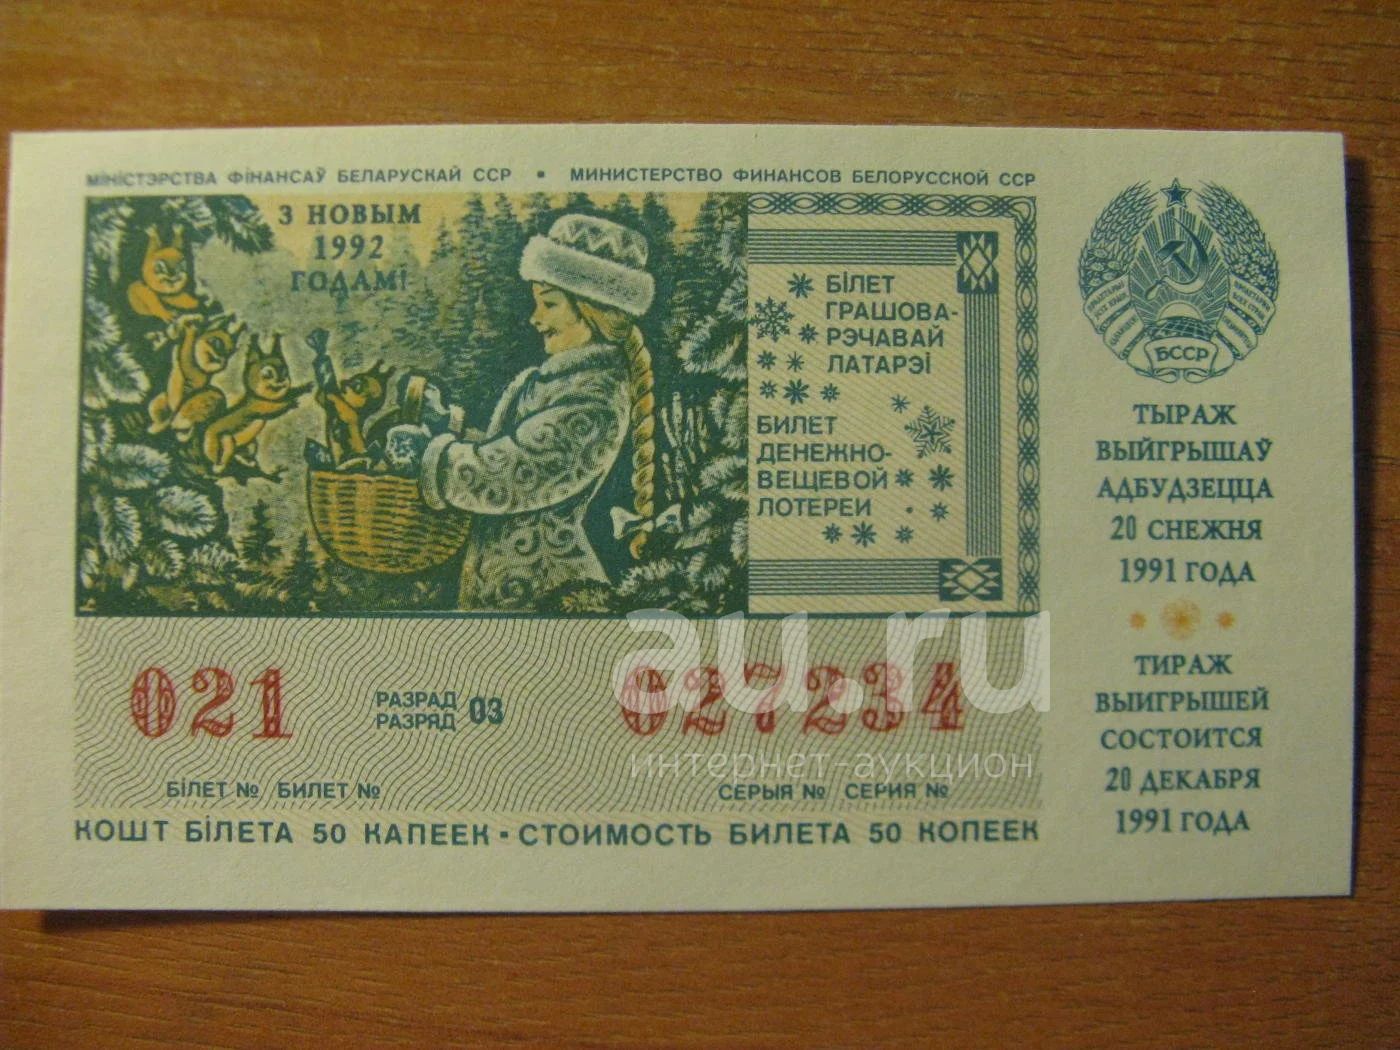 МІНІСТЭРСТВА ФІНАНСАЎ БЕЛАРУСКАЙ ССР • МИНИСТЕРСТВО ФИНАНСОВ БЕЛОРУССКОЙ ССР
З НОВЫМ
1992
ГОДАМ!
БІЛЕТ
ГРАШОВА-
РЭЧАВАЙ
ЛАТАРЭІ
БИЛЕТ
ДЕНЕЖНО-
ВЕЩЕВОЙ
ЛОТЕРЕИ
БССР
ТЫРАЖ
ВЫЙГРЫШАЎ
АДБУДЗЕЦЦА
20 СНЕЖНЯ
1991 ГОДА
ТИРАЖ
ВЫИГРЫШЕЙ
СОСТОИТСЯ
20 ДЕКАБРЯ
1991 ГОДА
021
РАЗРАД
РАЗРЯД 03
027234
au.ru
интернет-аукцион
БІЛЕТ № БИЛЕТ №
СЕРЫЯ № СЕРИЯ №
КОШТ БІЛЕТА 50 КАПЕЕК • СТОИМОСТЬ БИЛЕТА 50 КОПЕЕК